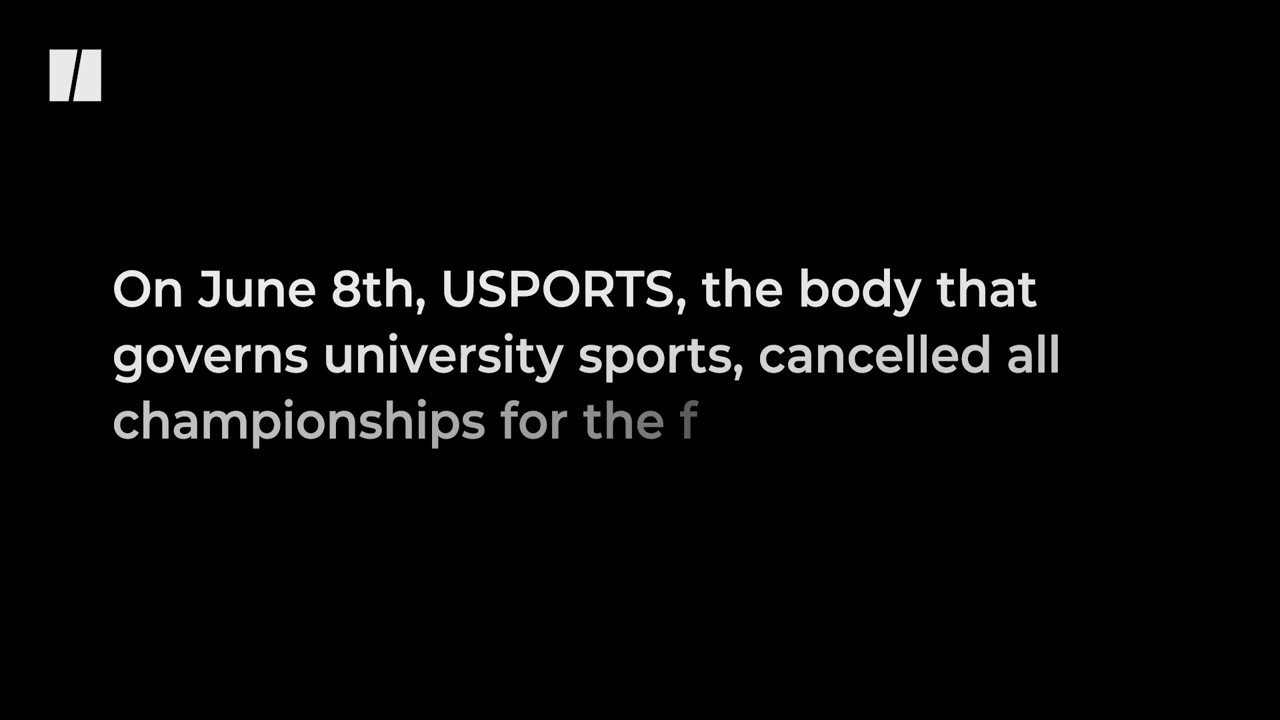 On June 8th, USPORTS, the body that
governs university sports, cancelled all
championships for the f